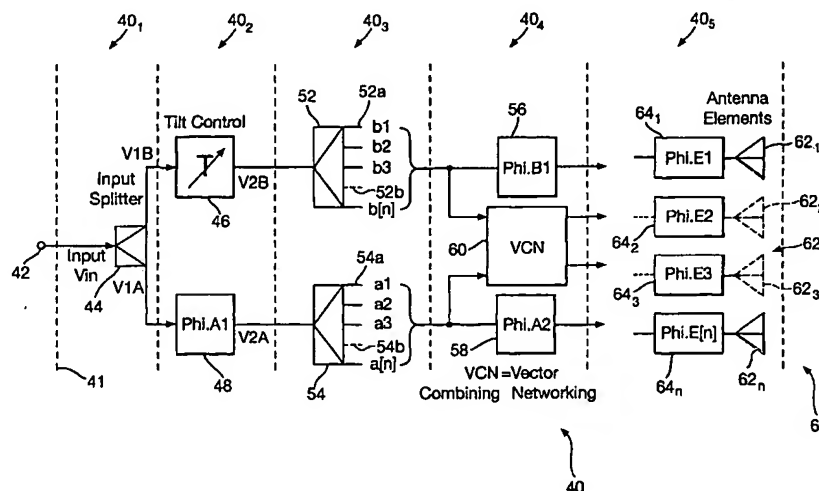 40₁
40₂
40₃
40₄
40₅
Tilt Control
52
52a
56
64₁
Antenna
Elements
V1B
T
b1
b2
b3
52b
b[n]
Phi.B1
Phi.E1
62₁
Input
Splitter
V2B
46
60
VCN
64₂
Phi.E2
62
42
Input
Vin
V1A
44
54a
a1
a2
a3
54b
a[n]
64₃
Phi.E3
62₃
Phi.A1
48
V2A
54
Phi.A2
58
Phi.E[n]
64ₙ
62ₙ
41
VCN=Vector
Combining Networking
40